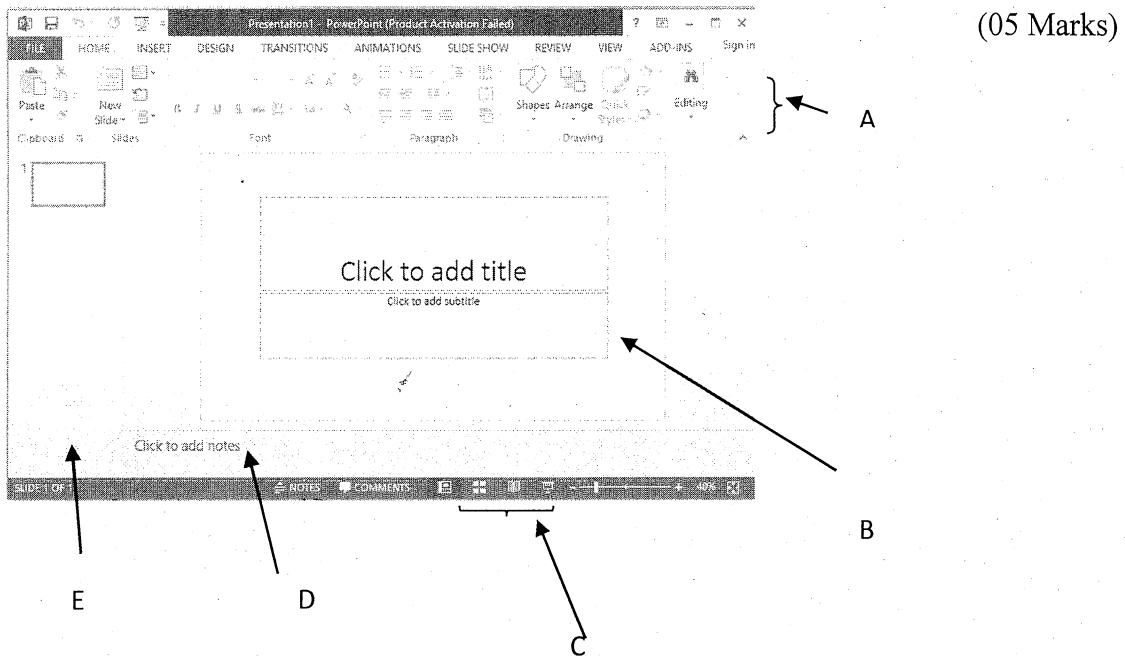 (05 Marks)
Presentation1 - PowerPoint (Product Activation Failed)
?
FILE HOME INSERT DESIGN TRANSITIONS ANIMATIONS SLIDE SHOW REVIEW VIEW ADD-INS Sign in
Paste New Slide Shapes Arrange Quick Styles Editing
Clipboard Slides Font Paragraph Drawing
A
1
Click to add title
Click to add subtitle
Click to add notes
SLIDE 1 OF NOTES COMMENTS 40%
B
E D
C